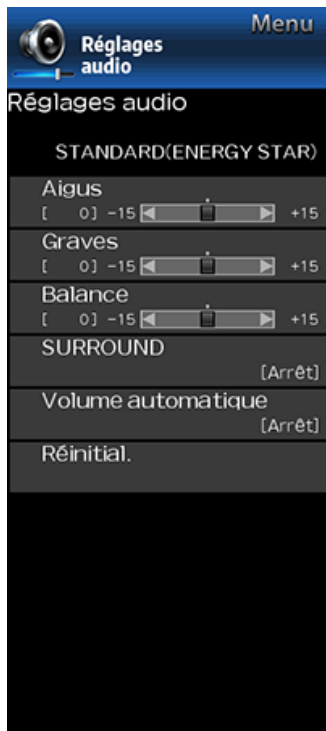 Menu
Réglages
audio
Réglages audio
STANDARD(ENERGY STAR)
Aigus
[ 0] -15 +15
Graves
[ 0] -15 +15
Balance
[ 0] -15 +15
SURROUND
[Arrêt]
Volume automatique
[Arrêt]
Réinitial.